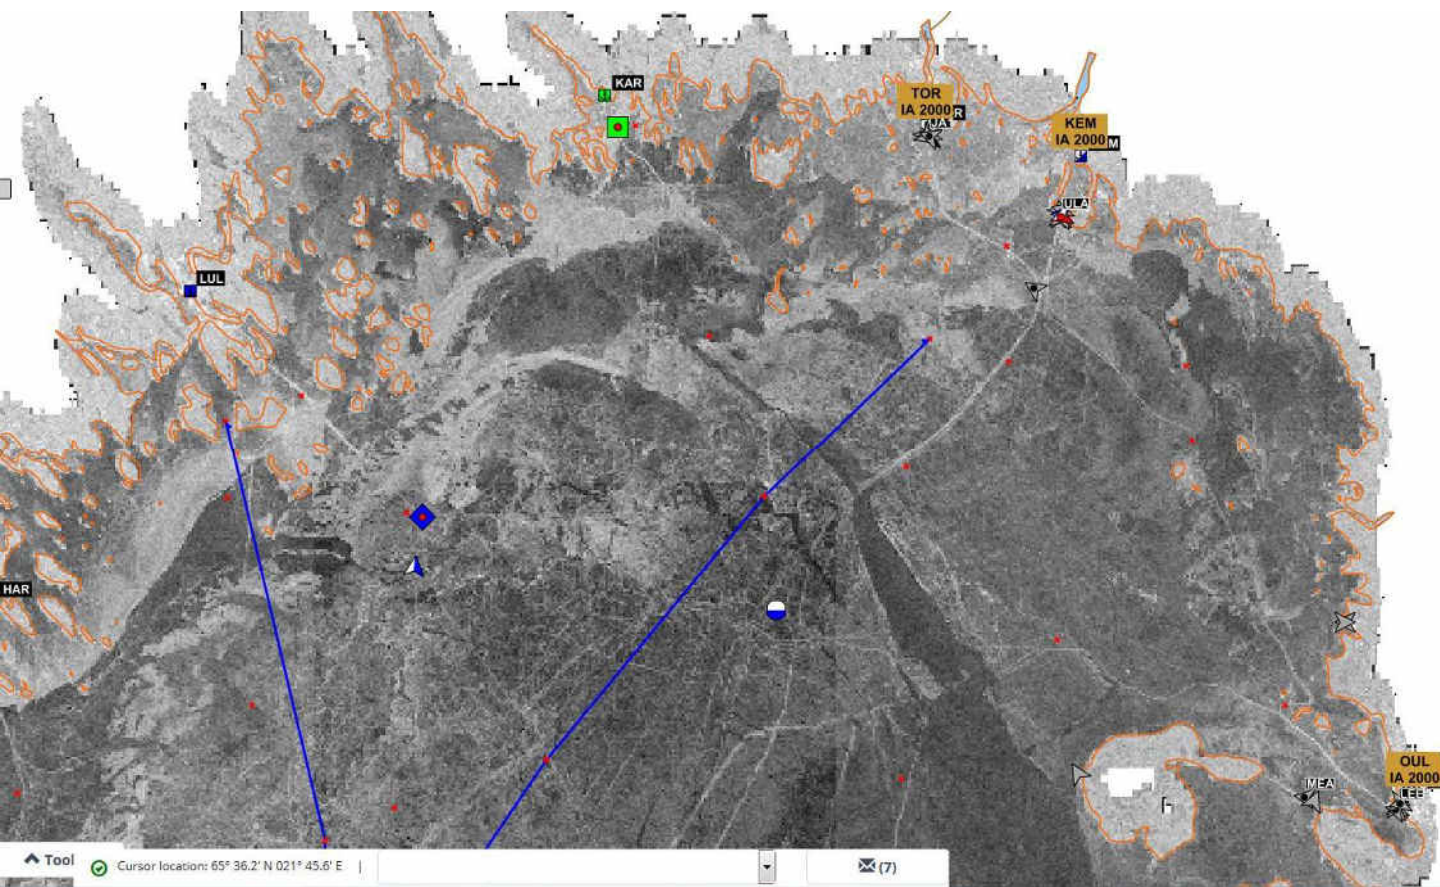 KAR
TOR
IA 2000
R
KEM
IA 2000
M
ULA
LUL
HAR
OUL
IA 2000
MEA
Tool
Cursor location: 65° 36.2' N 021° 45.6' E |
(7)